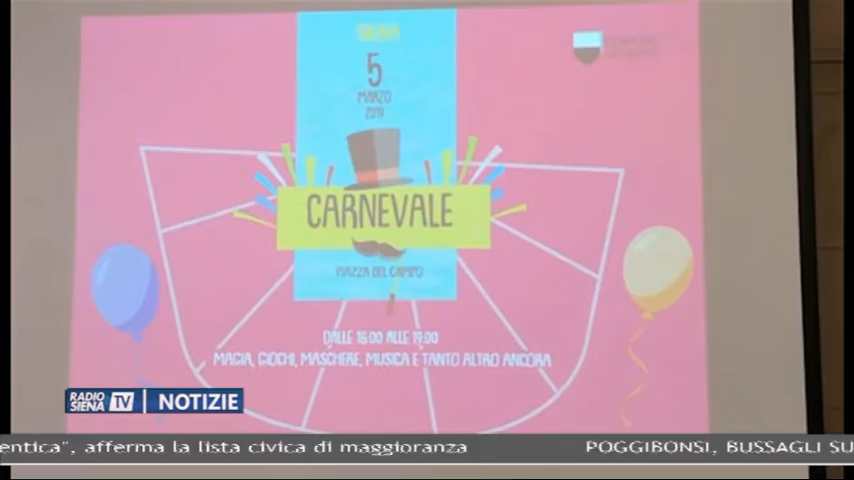 SIENA
5
MARZO
2019
CARNEVALE
PIAZZA DEL CAMPO
DALLE 16:00 ALLE 19:00
MAGIA, GIOCHI, MASCHERE, MUSICA E TANTO ALTRO ANCORA
RADIO
SIENA TV NOTIZIE
entica", afferma la lista civica di maggioranza POGGIBONSI, BUSSAGLI SU